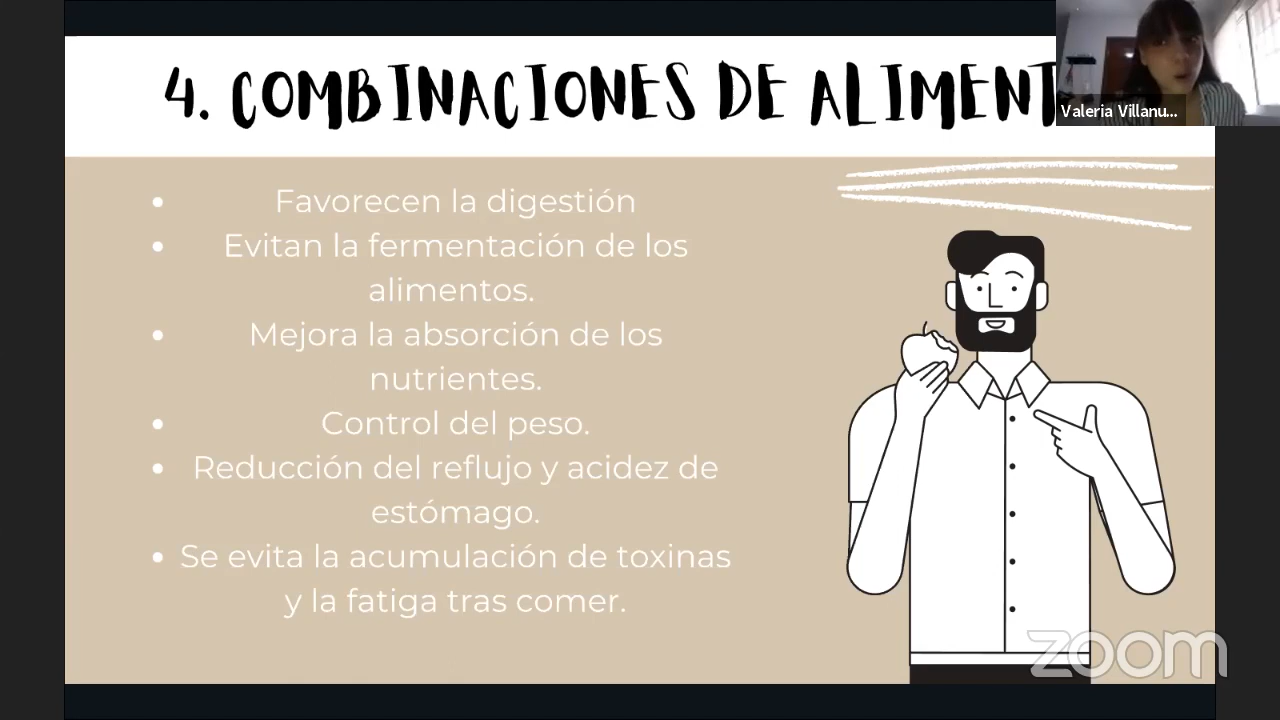 4. COMBINACIONES DE ALIMENT
Valeria Villanu...
Favorecen la digestión
Evitan la fermentación de los
alimentos.
Mejora la absorción de los
nutrientes.
Control del peso.
Reducción del reflujo y acidez de
estómago.
Se evita la acumulación de toxinas
y la fatiga tras comer.
zoom